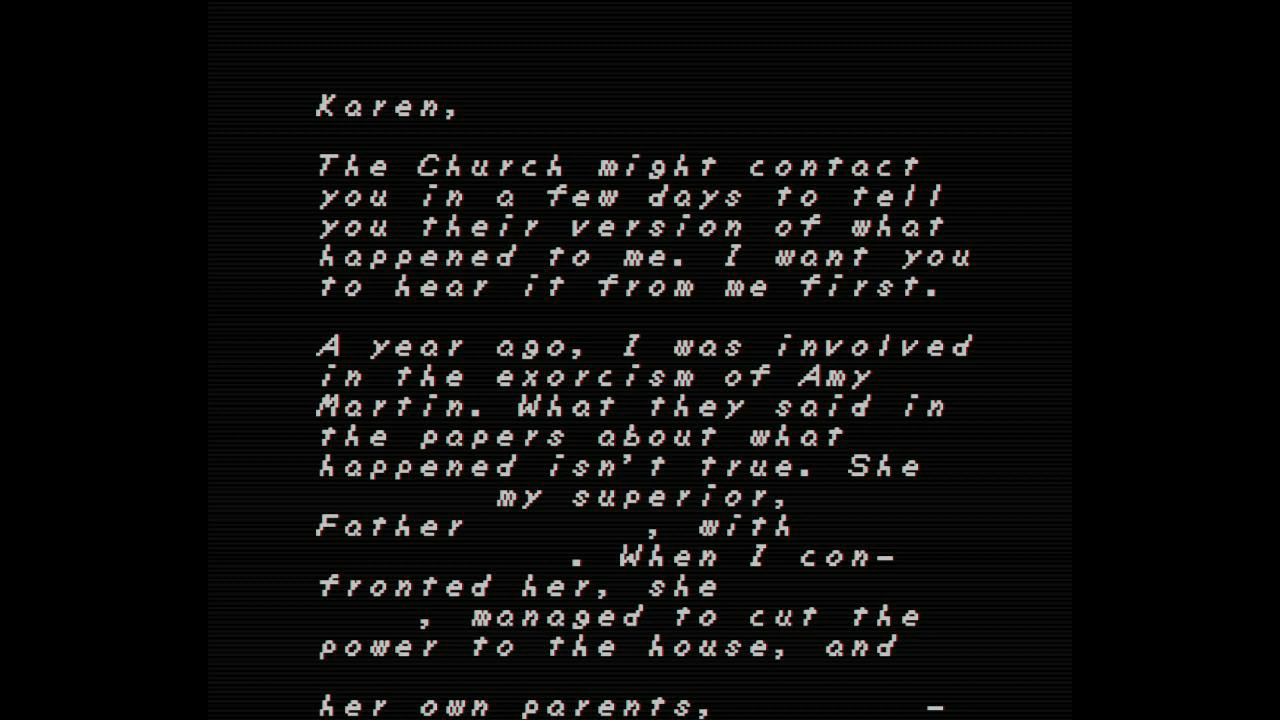 Karen,
The Church might contact
you in a few days to tell
you their version of what
happened to me. I want you
to hear it from me first.
A year ago, I was involved
in the exorcism of Amy
Martin. What they said in
the papers about what
happened isn't true. She
my superior,
Father , with
. When I con-
fronted her, she
, managed to cut the
power to the house, and
her own parents, -